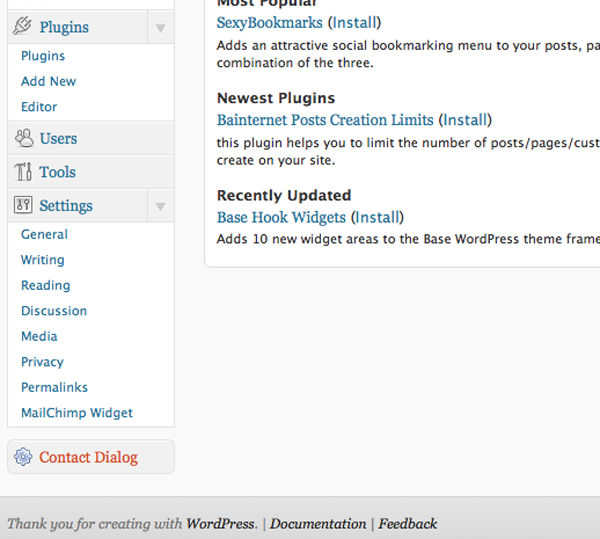 Plugins
Plugins
Add New
Editor
Users
Tools
Settings
General
Writing
Reading
Discussion
Media
Privacy
Permalinks
MailChimp Widget
Contact Dialog
Most Popular
SexyBookmarks (Install)
Adds an attractive social bookmarking menu to your posts, pa
combination of the three.
Newest Plugins
Bainternet Posts Creation Limits (Install)
this plugin helps you to limit the number of posts/pages/cust
create on your site.
Recently Updated
Base Hook Widgets (Install)
Adds 10 new widget areas to the Base WordPress theme frame
Thank you for creating with WordPress. | Documentation | Feedback